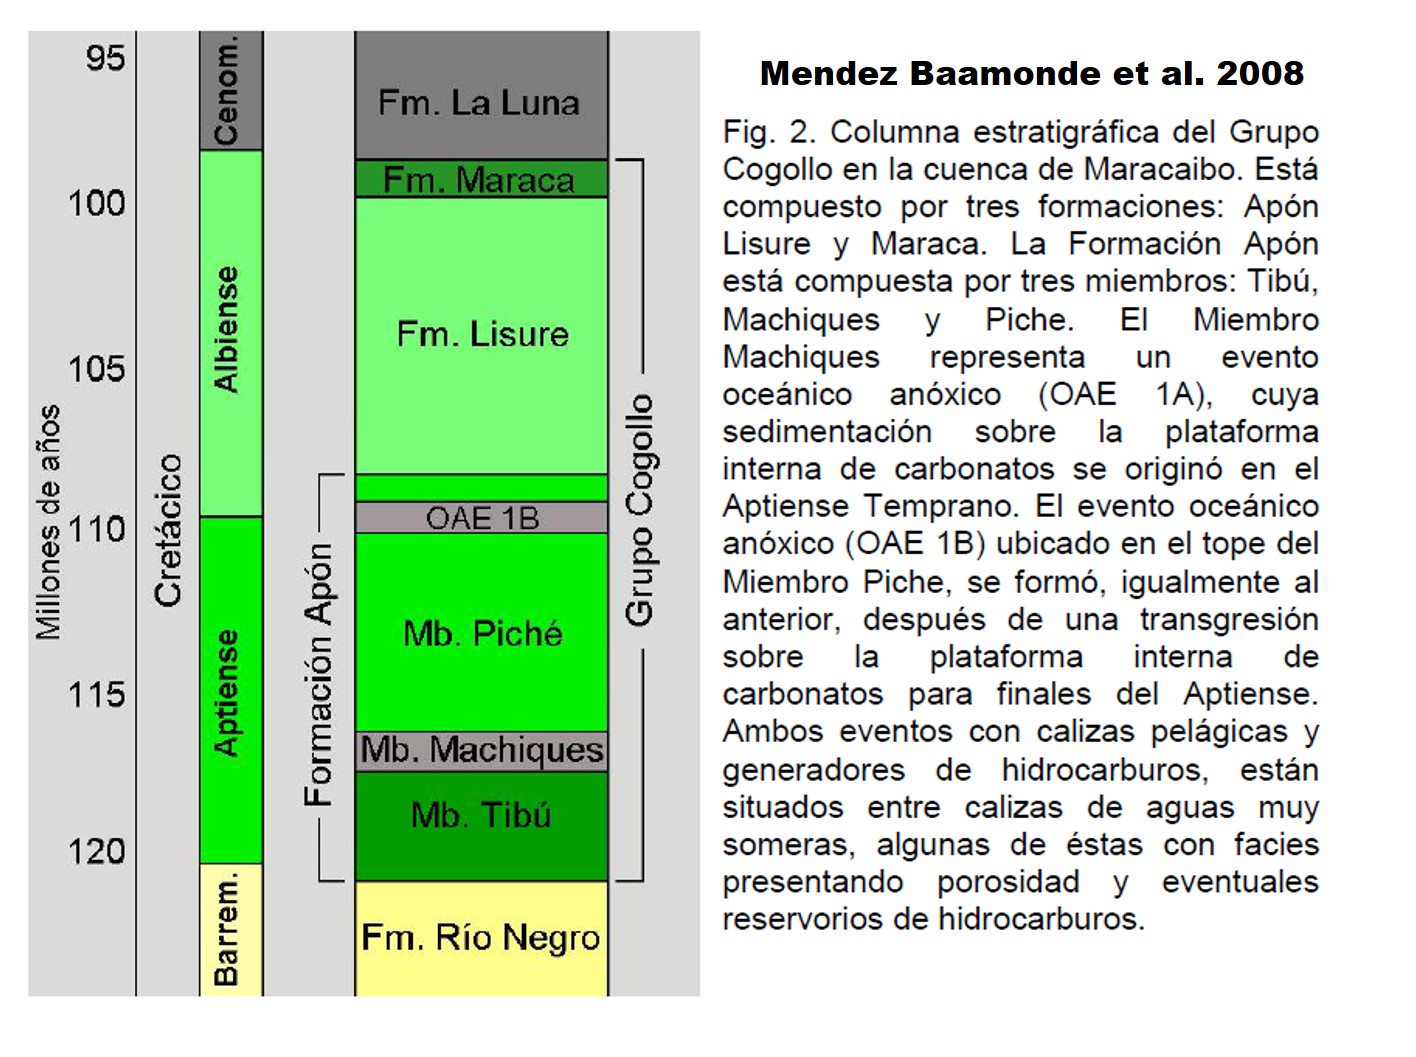 95
100
105
110
115
120
Millones de años
Cretácico
Cenom.
Albiense
Aptiense
Barrem.
Formación Apón
Fm. La Luna
Fm. Maraca
Fm. Lisure
OAE 1B
Mb. Piché
Mb. Machiques
Mb. Tibú
Fm. Río Negro
Grupo Cogollo
Mendez Baamonde et al. 2008
Fig. 2. Columna estratigráfica del Grupo
Cogollo en la cuenca de Maracaibo. Está
compuesto por tres formaciones: Apón
Lisure y Maraca. La Formación Apón
está compuesta por tres miembros: Tibú,
Machiques y Piche. El Miembro
Machiques representa un evento
oceánico anóxico (OAE 1A), cuya
sedimentación sobre la plataforma
interna de carbonatos se originó en el
Aptiense Temprano. El evento oceánico
anóxico (OAE 1B) ubicado en el tope del
Miembro Piche, se formó, igualmente al
anterior, después de una transgresión
sobre la plataforma interna de
carbonatos para finales del Aptiense.
Ambos eventos con calizas pelágicas y
generadores de hidrocarburos, están
situados entre calizas de aguas muy
someras, algunas de éstas con facies
presentando porosidad y eventuales
reservorios de hidrocarburos.